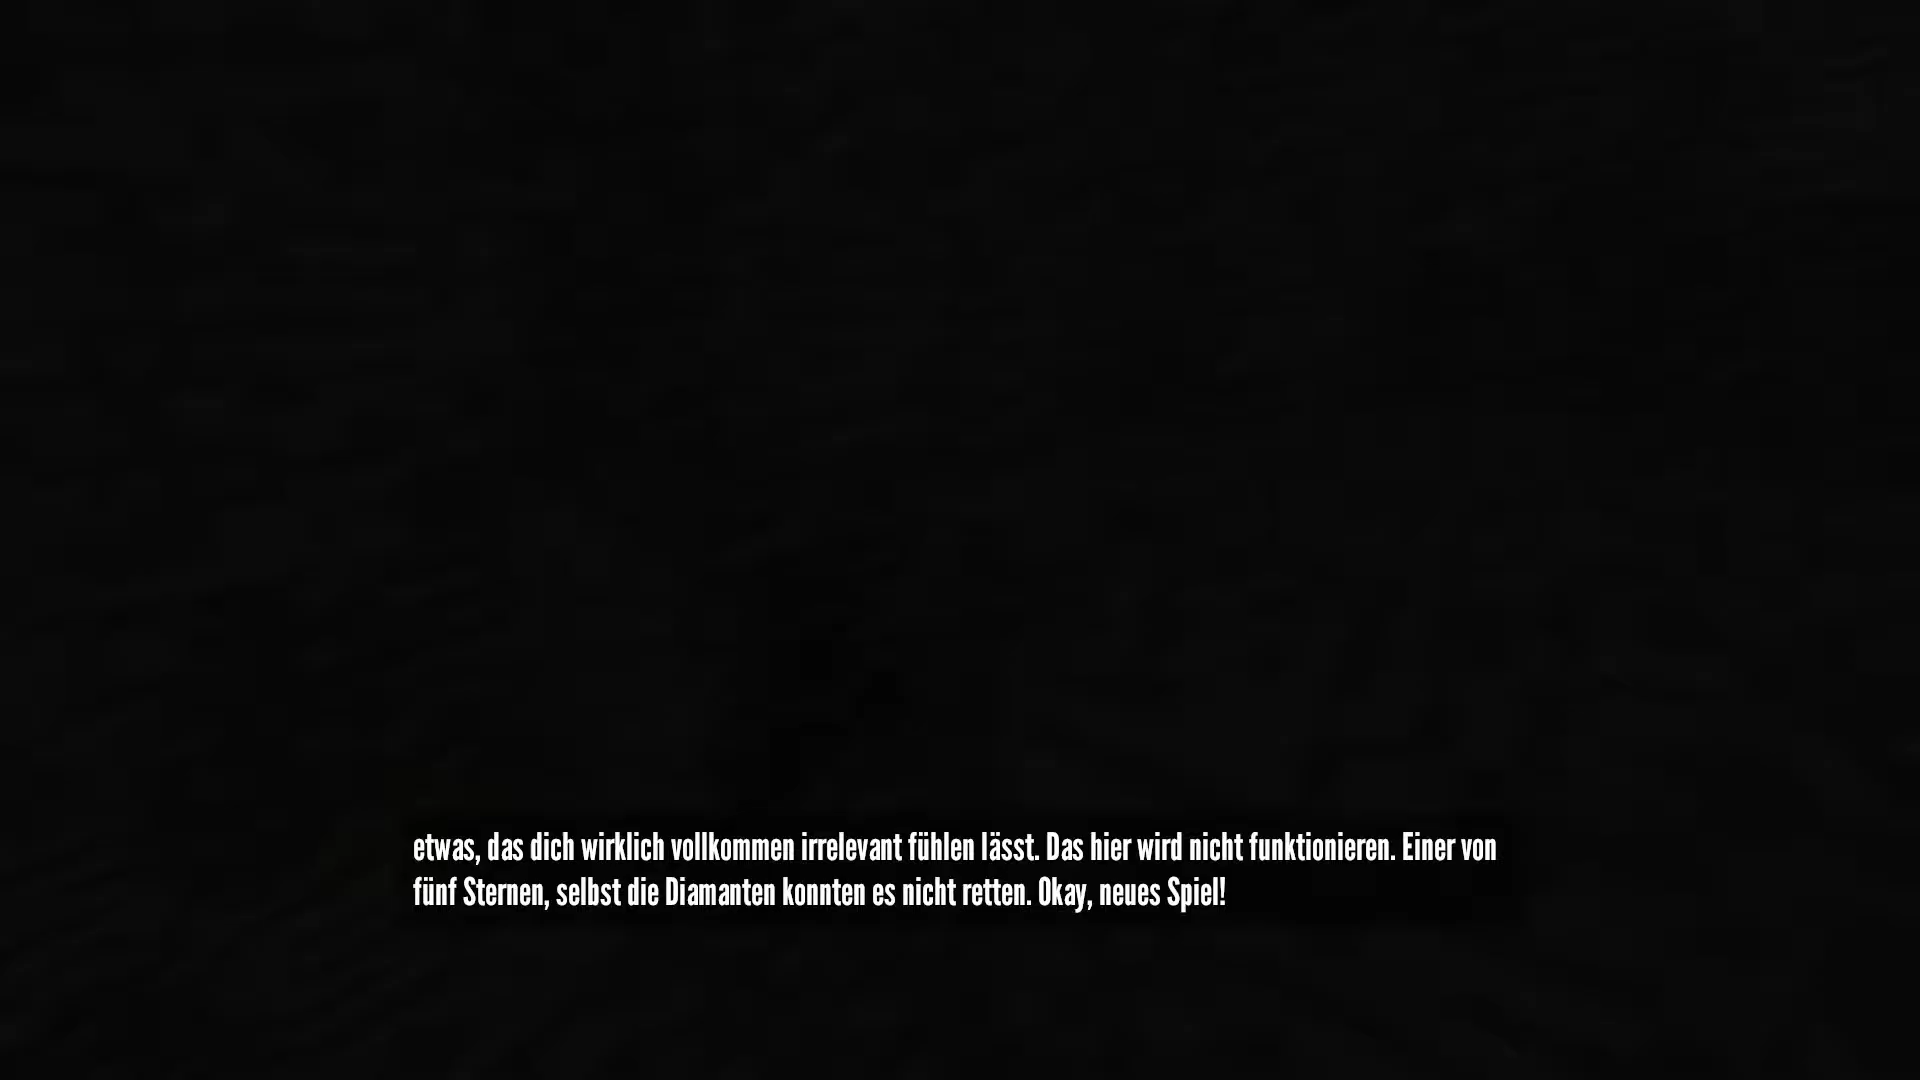 etwas, das dich wirklich vollkommen irrelevant fühlen lässt. Das hier wird nicht funktionieren. Einer von
fünf Sternen, selbst die Diamanten konnten es nicht retten. Okay, neues Spiel!